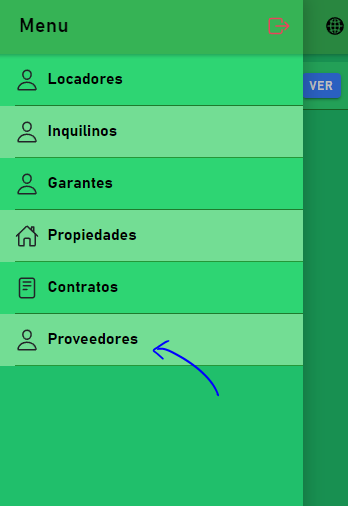 Menu
VER
Locadores
Inquilinos
Garantes
Propiedades
Contratos
Proveedores